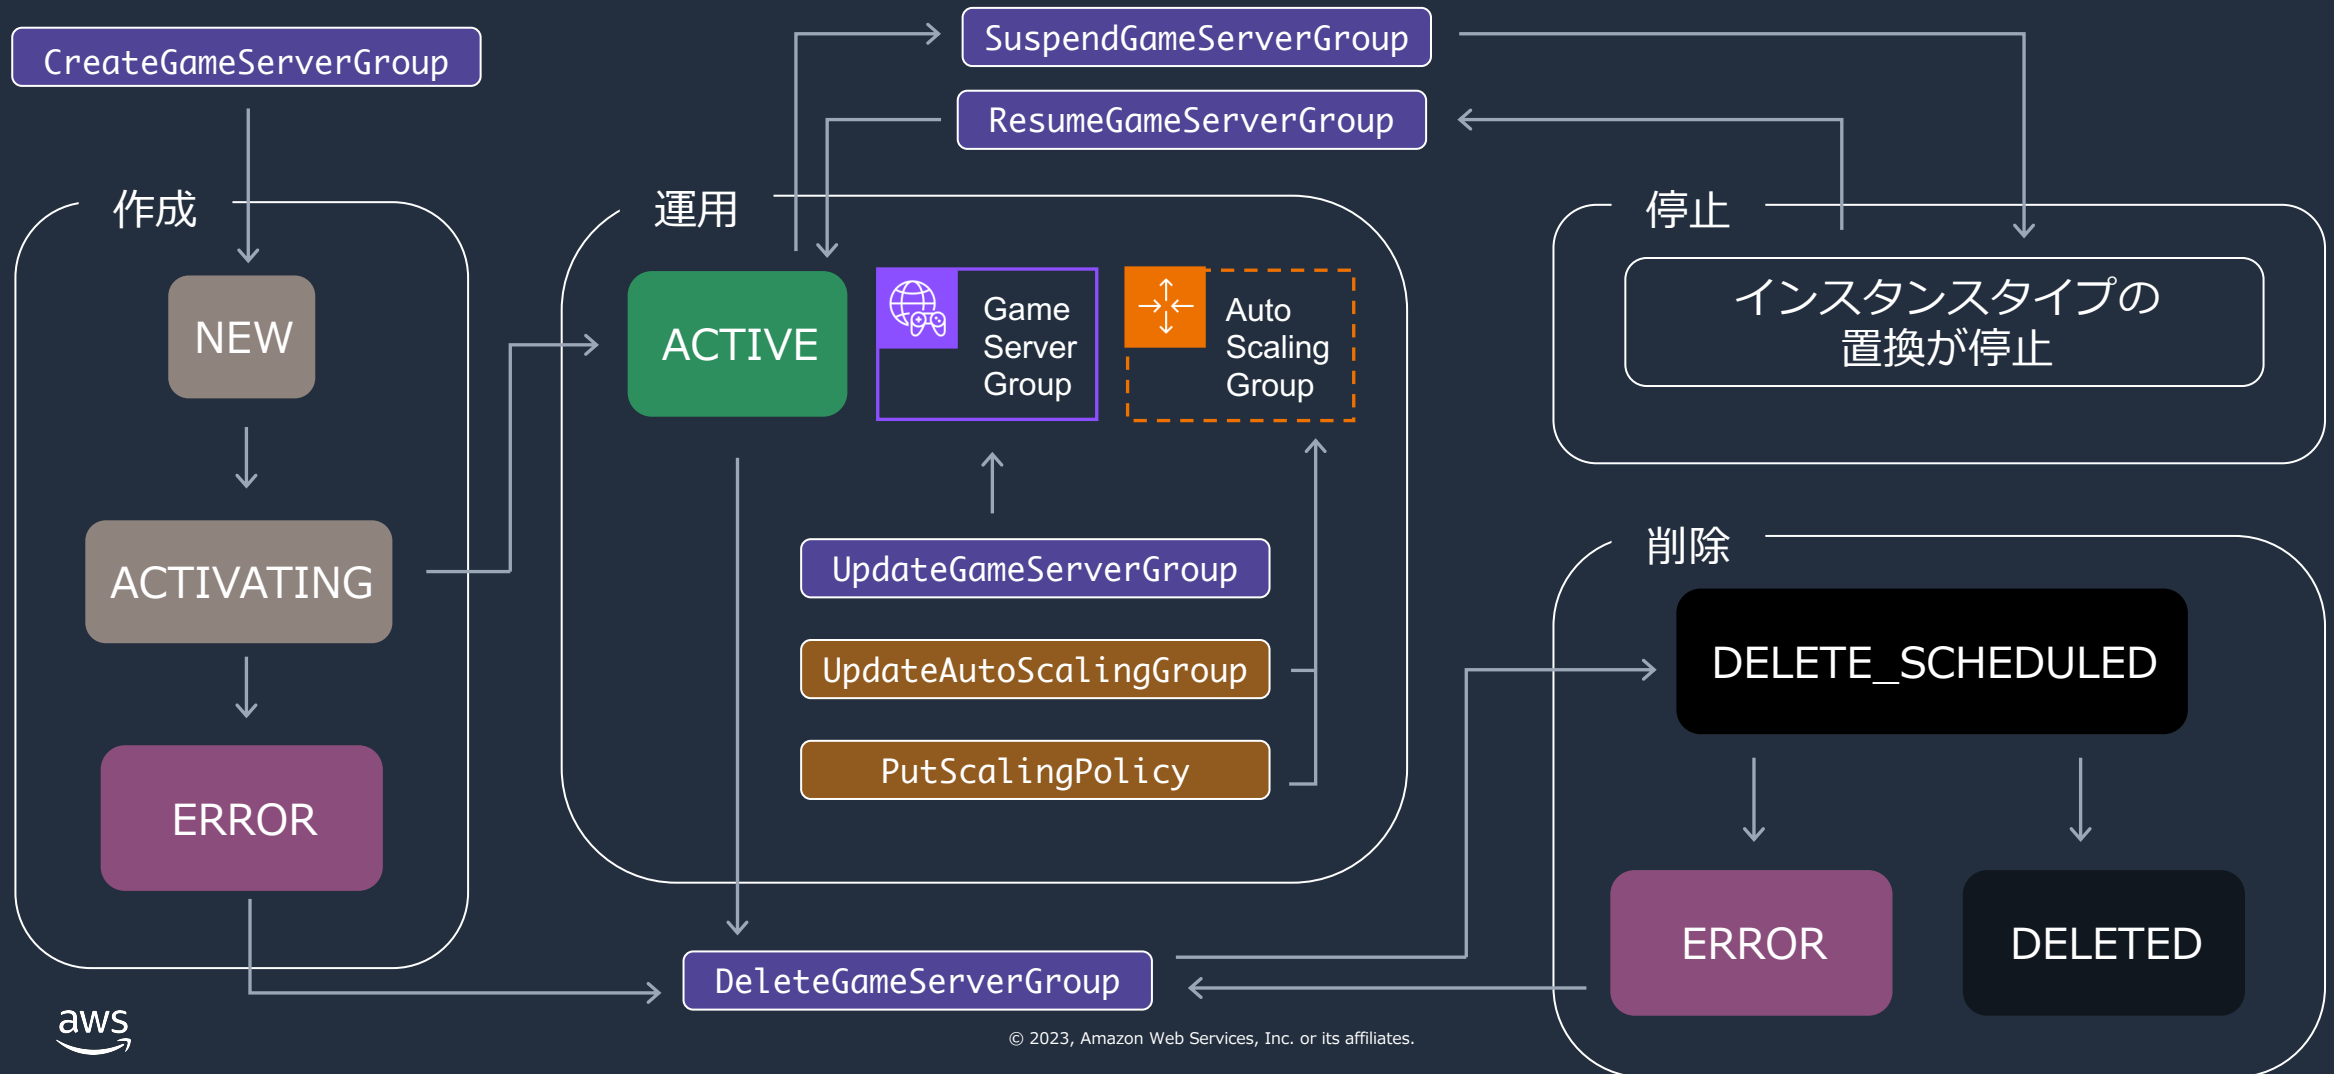 CreateGameServerGroup
SuspendGameServerGroup
ResumeGameServerGroup
作成
NEW
ACTIVATING
ERROR
運用
ACTIVE
Game
Server
Group
Auto
Scaling
Group
UpdateGameServerGroup
UpdateAutoScalingGroup
PutScalingPolicy
停止
インスタンスタイプの
置換が停止
削除
DELETE_SCHEDULED
ERROR
DELETED
DeleteGameServerGroup
aws
© 2023, Amazon Web Services, Inc. or its affiliates.